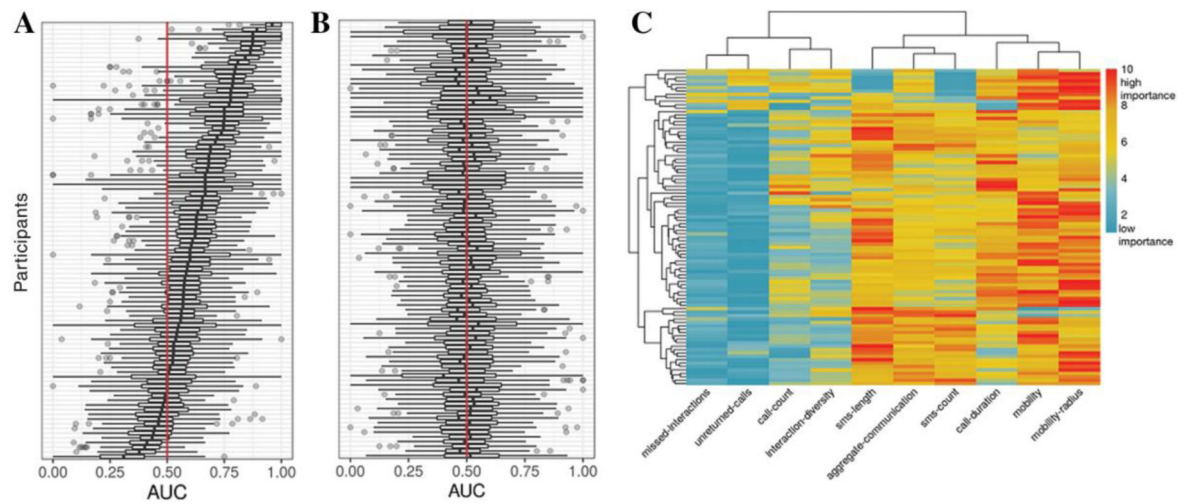 A
B
C
Participants
0.00 0.25 0.50 0.75 1.00
AUC
0.00 0.25 0.50 0.75 1.00
AUC
10
high
importance
8
6
4
2
low
importance
missed-interactions
unreturned-calls
call-count
interaction-diversity
sms-length
aggregate-communication
sms-count
call-duration
mobility
mobility-radius